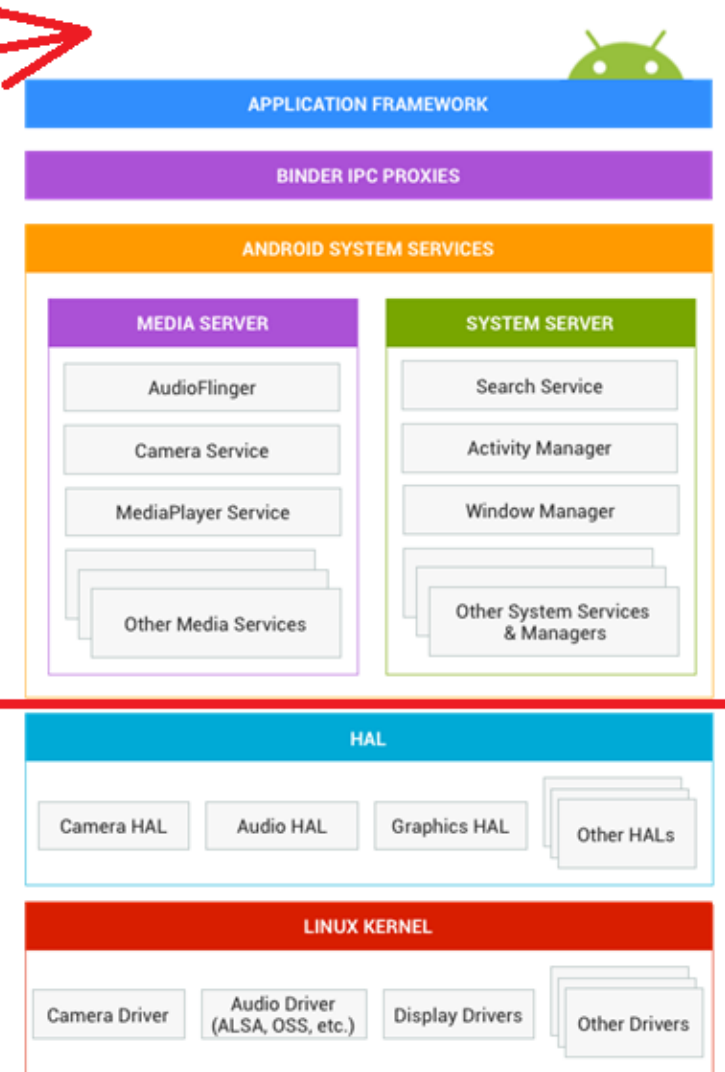 APPLICATION FRAMEWORK
BINDER IPC PROXIES
ANDROID SYSTEM SERVICES
MEDIA SERVER
AudioFlinger
Camera Service
MediaPlayer Service
Other Media Services
SYSTEM SERVER
Search Service
Activity Manager
Window Manager
Other System Services
& Managers
HAL
Camera HAL
Audio HAL
Graphics HAL
Other HALs
LINUX KERNEL
Camera Driver
Audio Driver
(ALSA, OSS, etc.)
Display Drivers
Other Drivers